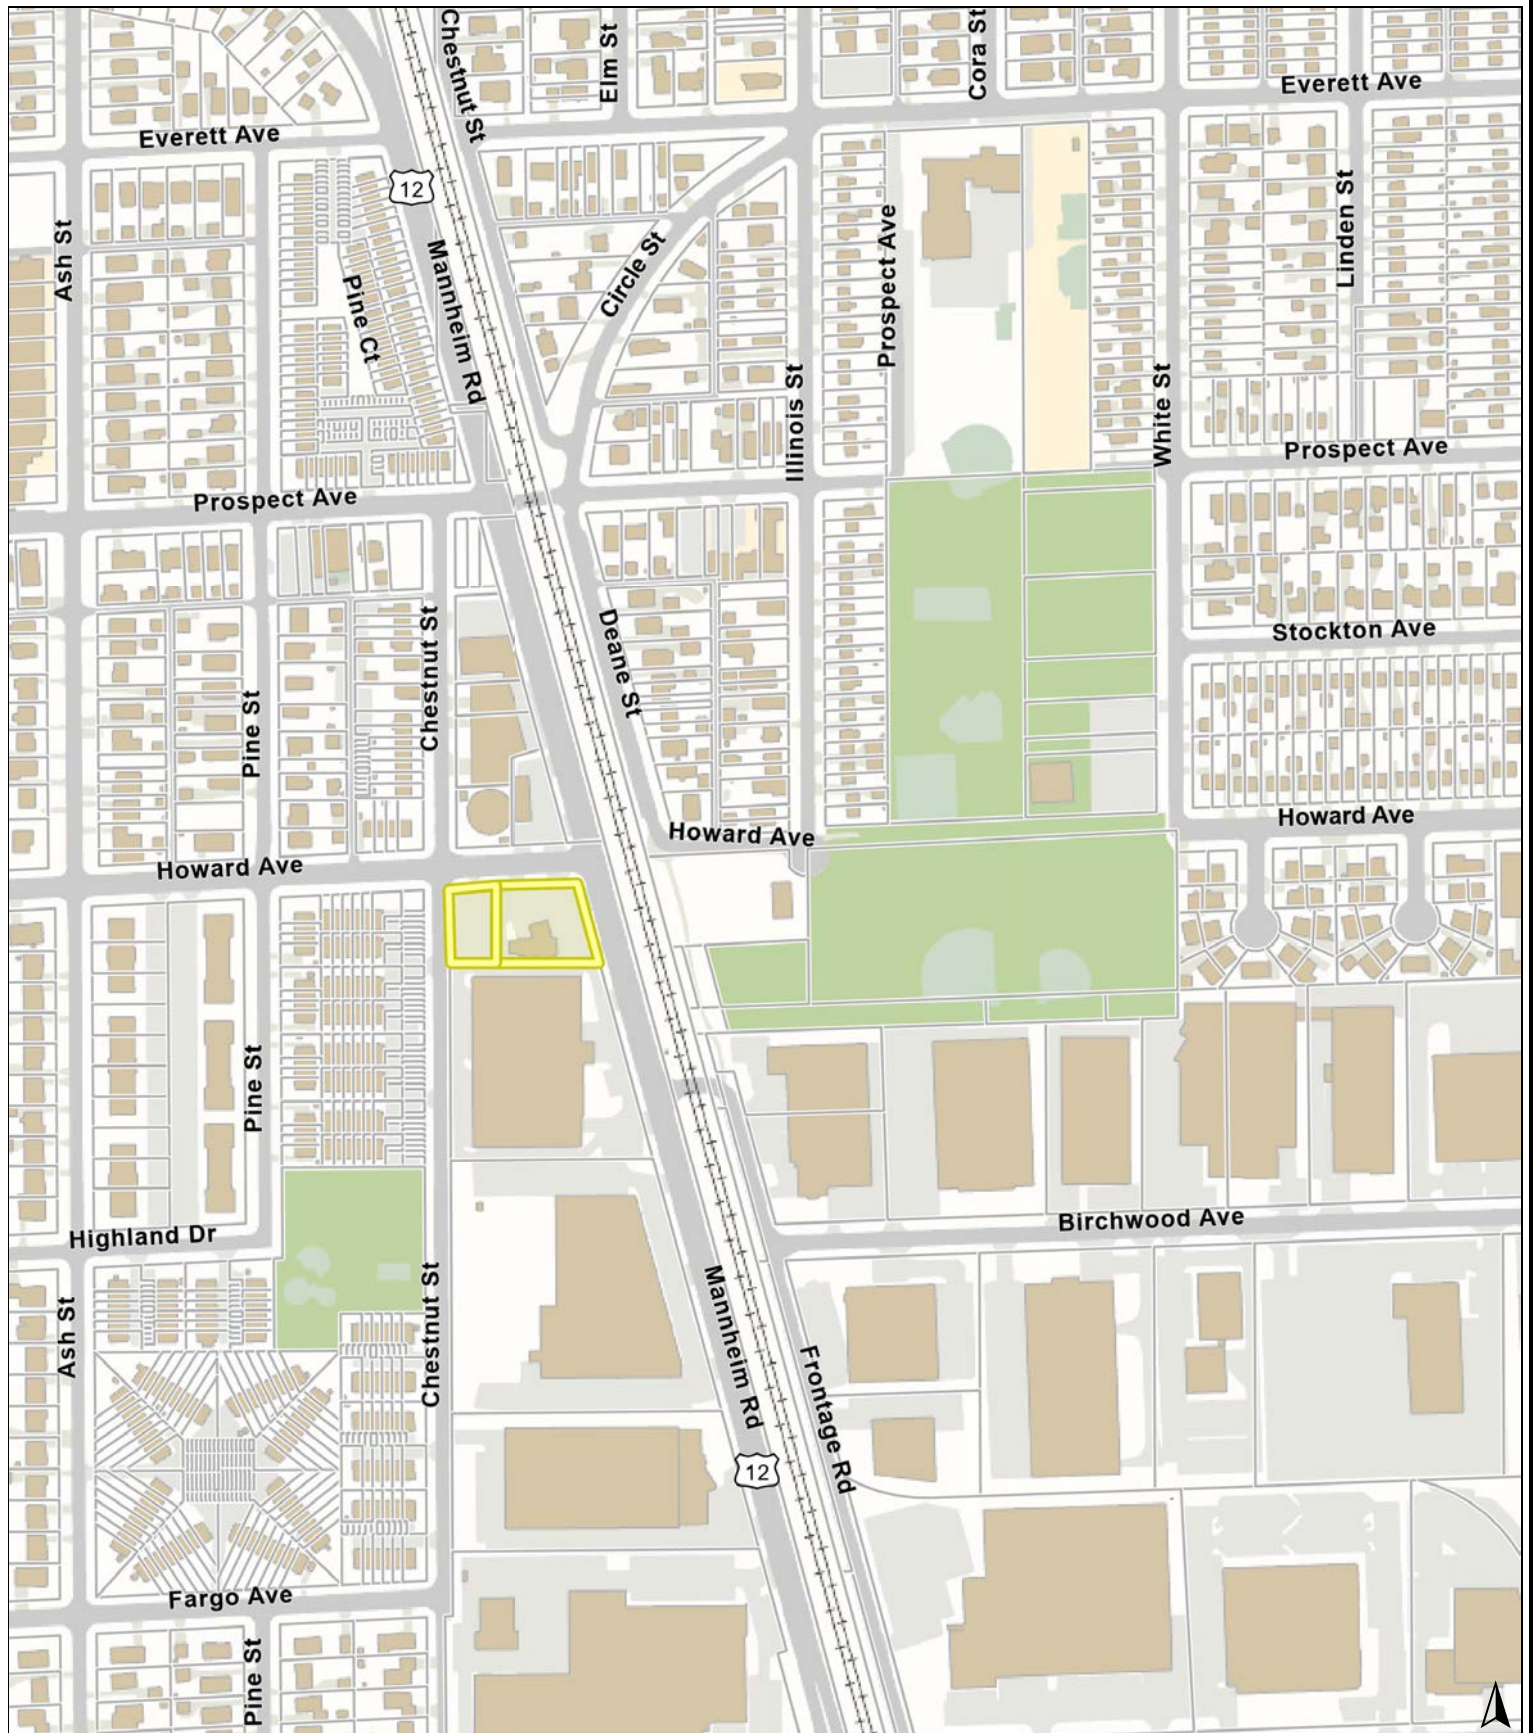 Chestnut St
Elm St
Cora St
Everett Ave
Everett Ave
12
Ash St
Linden St
Prospect Ave
Circle St
Mannheim Rd
Pine Ct
Illinois St
White St
Prospect Ave
Prospect Ave
Chestnut St
Deane St
Stockton Ave
Pine St
Howard Ave
Howard Ave
Howard Ave
Pine St
Birchwood Ave
Highland Dr
Ash St
Chestnut St
Mannheim Rd
Frontage Rd
12
Fargo Ave
Pine St